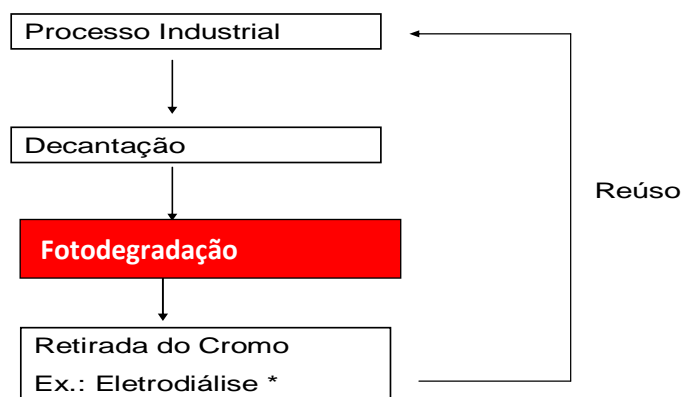 Processo Industrial
Decantação
Reúso
Fotodegradação
Retirada do Cromo
Ex.: Eletrodiálise *